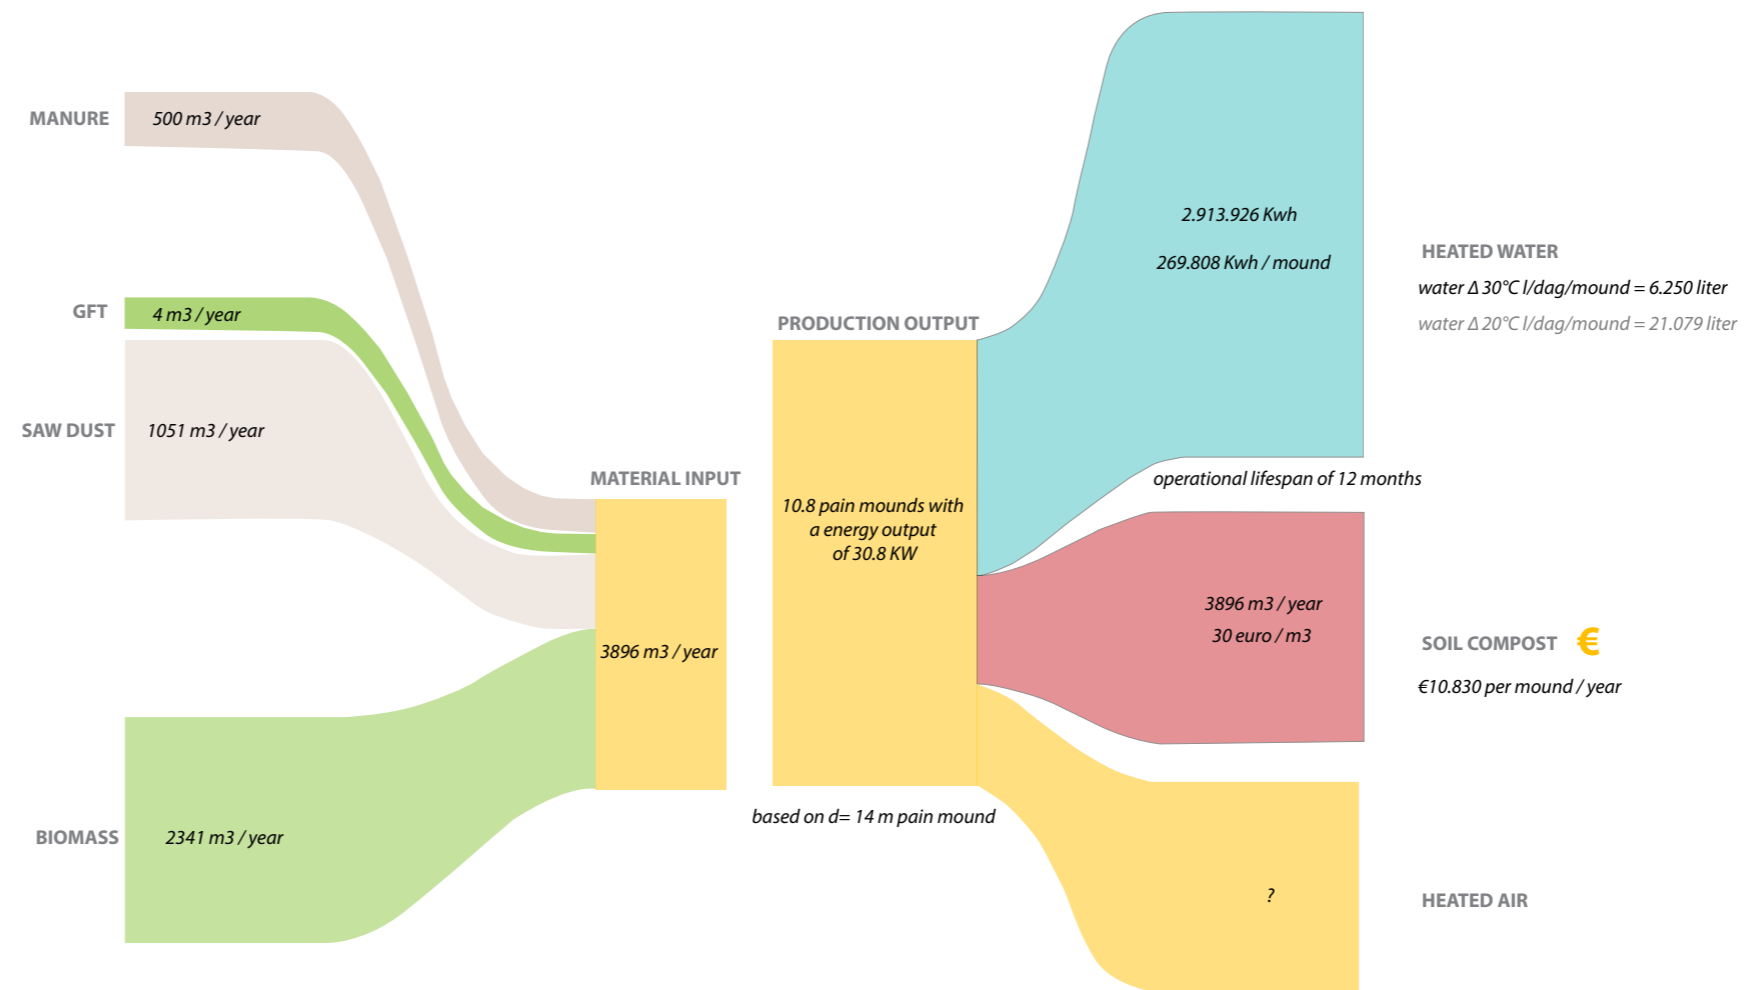 MANURE
500 m3 / year
GFT
4 m3 / year
SAW DUST
1051 m3 / year
BIOMASS
2341 m3 / year
MATERIAL INPUT
3896 m3 / year
PRODUCTION OUTPUT
10.8 pain mounds with
a energy output
of 30.8 KW
based on d= 14 m pain mound
2.913.926 Kwh
269.808 Kwh / mound
HEATED WATER
water Δ 30°C l/dag/mound = 6.250 liter
water Δ 20°C l/dag/mound = 21.079 liter
operational lifespan of 12 months
3896 m3 / year
30 euro / m3
SOIL COMPOST €
€10.830 per mound / year
?
HEATED AIR